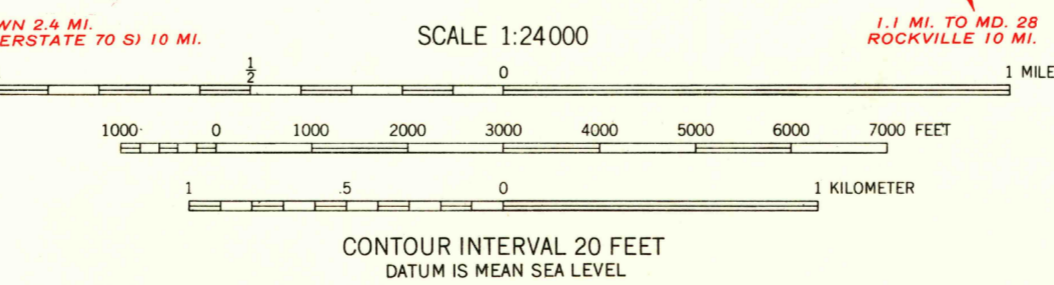 WN 2.4 MI.
ERSTATE 70 S) 10 MI.
SCALE 1:24000
1.1 MI. TO MD. 28
ROCKVILLE 10 MI.
1/2 0 1 MILE
1000 0 1000 2000 3000 4000 5000 6000 7000 FEET
1 .5 0 1 KILOMETER
CONTOUR INTERVAL 20 FEET
DATUM IS MEAN SEA LEVEL